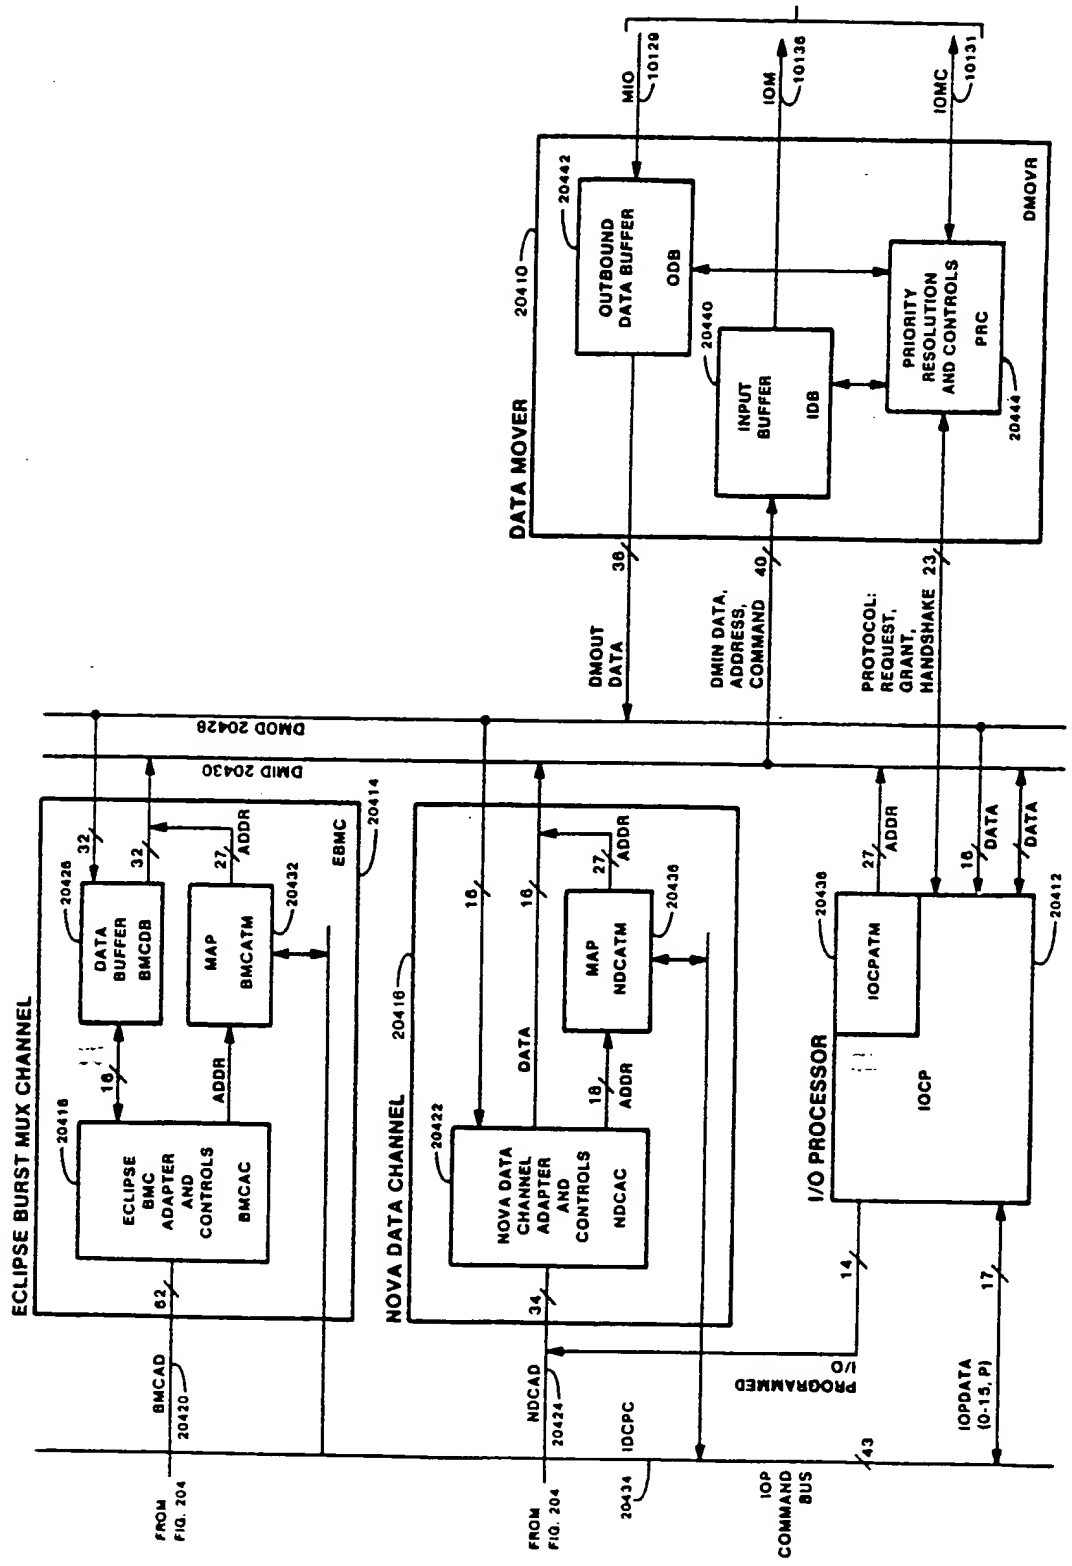 ECLIPSE BURST MUX CHANNEL
FROM
FIG. 204
BMCAD
20420
62
20418
ECLIPSE
BMC
ADAPTER
AND
CONTROLS
BMCAC
16
ADDR
20426
DATA
BUFFER
BMCDB
MAP
BMCATM
20432
32
32
27
ADDR
EBMC
20414
DMID 20430
DMOD 20428
NOVA DATA CHANNEL
20416
FROM
FIG. 204
NDCAD
20424
34
20422
NOVA DATA
CHANNEL
ADAPTER
AND
CONTROLS
NDCAC
DATA
18
ADDR
MAP
NDCATM
20436
16
16
27
ADDR
IOCPC
20434
IOP
COMMAND
BUS
43
PROGRAMMED
I/O
14
17
IOPDATA
(0-15, P)
I/O PROCESSOR
IOCP
IOCPATM
20438
20412
27
ADDR
16
DATA
DATA
DMOUT
DATA
36
DMIN DATA,
ADDRESS,
COMMAND
40
PROTOCOL:
REQUEST,
GRANT,
HANDSHAKE
23
DATA MOVER
20410
OUTBOUND
DATA BUFFER
ODB
20442
INPUT
BUFFER
IDB
20440
PRIORITY
RESOLUTION
AND CONTROLS
PRC
20444
DMOVR
MIO
10129
IOM
10136
IOMC
10131